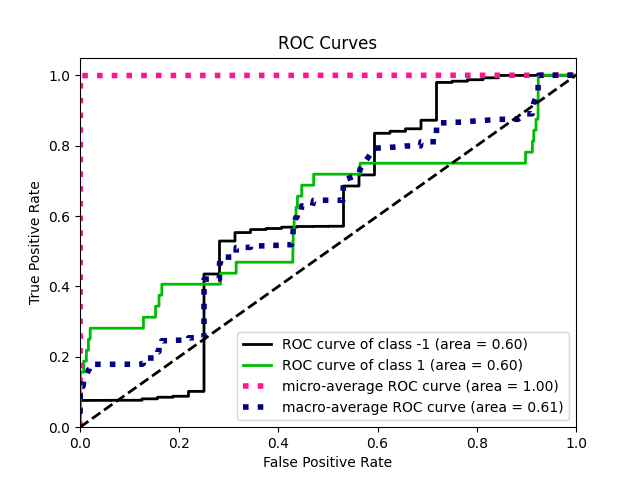 ROC Curves
True Positive Rate
1.0
0.8
0.6
0.4
0.2
0.0
ROC curve of class -1 (area = 0.60)
ROC curve of class 1 (area = 0.60)
micro-average ROC curve (area = 1.00)
macro-average ROC curve (area = 0.61)
0.0 0.2 0.4 0.6 0.8 1.0
False Positive Rate